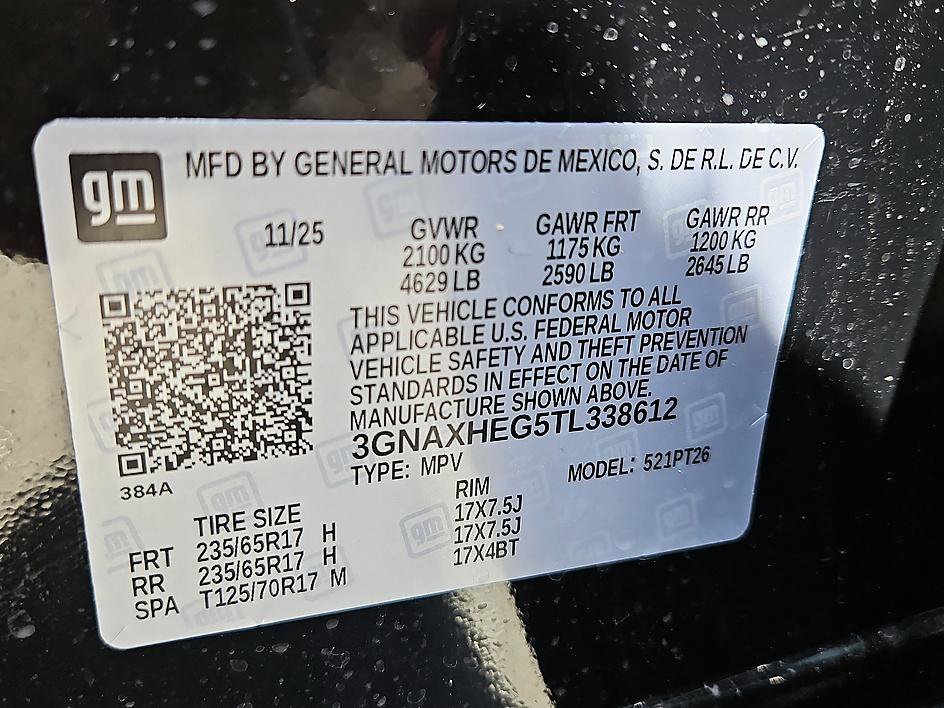 gm
MFD BY GENERAL MOTORS DE MEXICO, S. DE R.L. DE C.V.
11/25 GVWR GAWR FRT GAWR RR
2100 KG 1175 KG 1200 KG
4629 LB 2590 LB 2645 LB
THIS VEHICLE CONFORMS TO ALL
APPLICABLE U.S. FEDERAL MOTOR
VEHICLE SAFETY AND THEFT PREVENTION
STANDARDS IN EFFECT ON THE DATE OF
MANUFACTURE SHOWN ABOVE.
3GNAXHEG5TL338612
TYPE: MPV MODEL: 521PT26
384A
TIRE SIZE RIM
FRT 235/65R17 H 17X7.5J
RR 235/65R17 H 17X7.5J
SPA T125/70R17 M 17X4BT